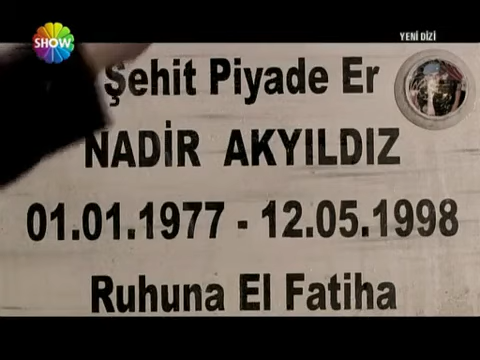 SHOW
YENİ DİZİ
Şehit Piyade Er
NADİR AKYILDIZ
01.01.1977 - 12.05.1998
Ruhuna El Fatiha